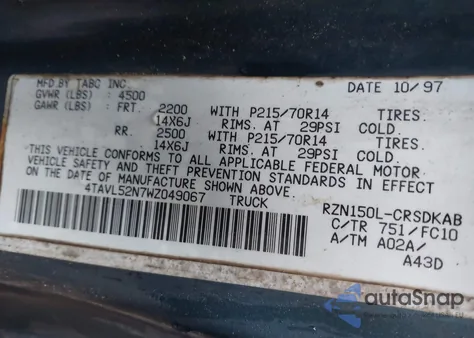 MFD.BY TABC INC. DATE 10/97
GVWR (LBS) 4500
GAWR (LBS) FRT. 2200 WITH P215/70R14 TIRES.
14X6J RIMS. AT 29PSI COLD.
RR. 2500 WITH P215/70R14 TIRES.
14X6J RIMS. AT 29PSI COLD.
THIS VEHICLE CONFORMS TO ALL APPLICABLE FEDERAL MOTOR
VEHICLE SAFETY AND THEFT PREVENTION STANDARDS IN EFFECT
ON THE DATE OF MANUFACTURE SHOWN ABOVE.
4TAVL52N7WZ049067 TRUCK RZN150L-CRSDKAB
C/TR 751/FC10
A/TM A02A/
A43D
autoSnap